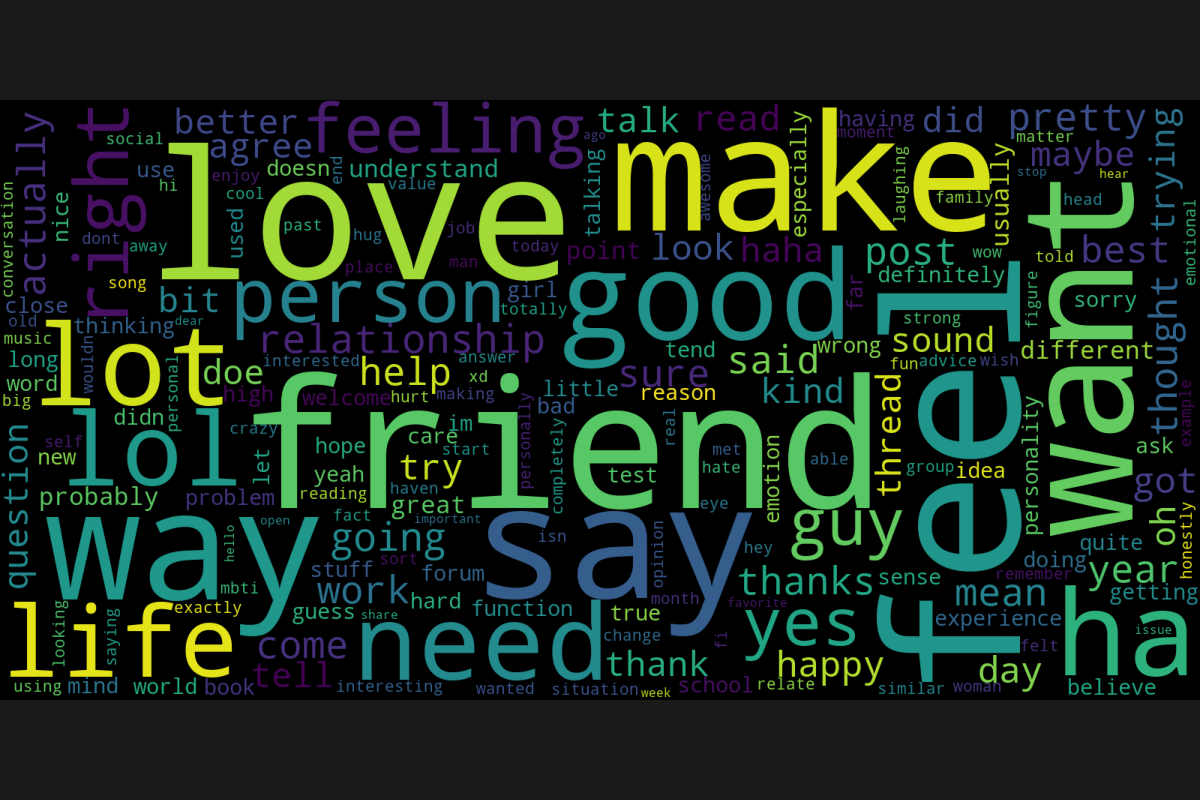 social
better
feeling
talk
read
having
did
pretty
matter
actually
right
agree
use
hi
enjoy
doesn
end
understand
ago
moment
maybe
trying
stop
hear
love
make
talking
awesome
especially
laughing
family
usually
want
head
conversation
nice
cool
value
dont
away
used
past
hug
job
today
place
man
point
look
haha
post
wow
told
best
emotional
song
bit
person
girl
totally
good
far
definitely
feel
figure
sorry
thought
close
old
thinking
dear
relationship
strong
music
wouldn
lot
long
interested
answer
tend
said
wrong
sound
different
word
big
personal
doe
help
xd
little
sure
fun
advice
wish
high
welcome
hurt
making
reason
kind
thread
example
didn
friend
bad
self
lol
crazy
im
care
real
personality
ask
new
let
hope
start
personally
completely
met
able
yeah
try
test
hate
emotion
group
idea
got
question
probably
problem
reading
haven
great
eye
fact
important
way
open
hello
say
guy
oh
honestly
going
isn
opinion
hey
quite
stuff
sort
doing
year
mbti
work
forum
thanks
sense
remember
exactly
hard
month
favorite
mean
getting
life
guess
share
function
need
true
yes
experience
ha
issue
looking
saying
come
change
fi
felt
tell
thank
happy
day
using
mind
world
book
interesting
wanted
situation
week
school
relate
similar
woman
believe